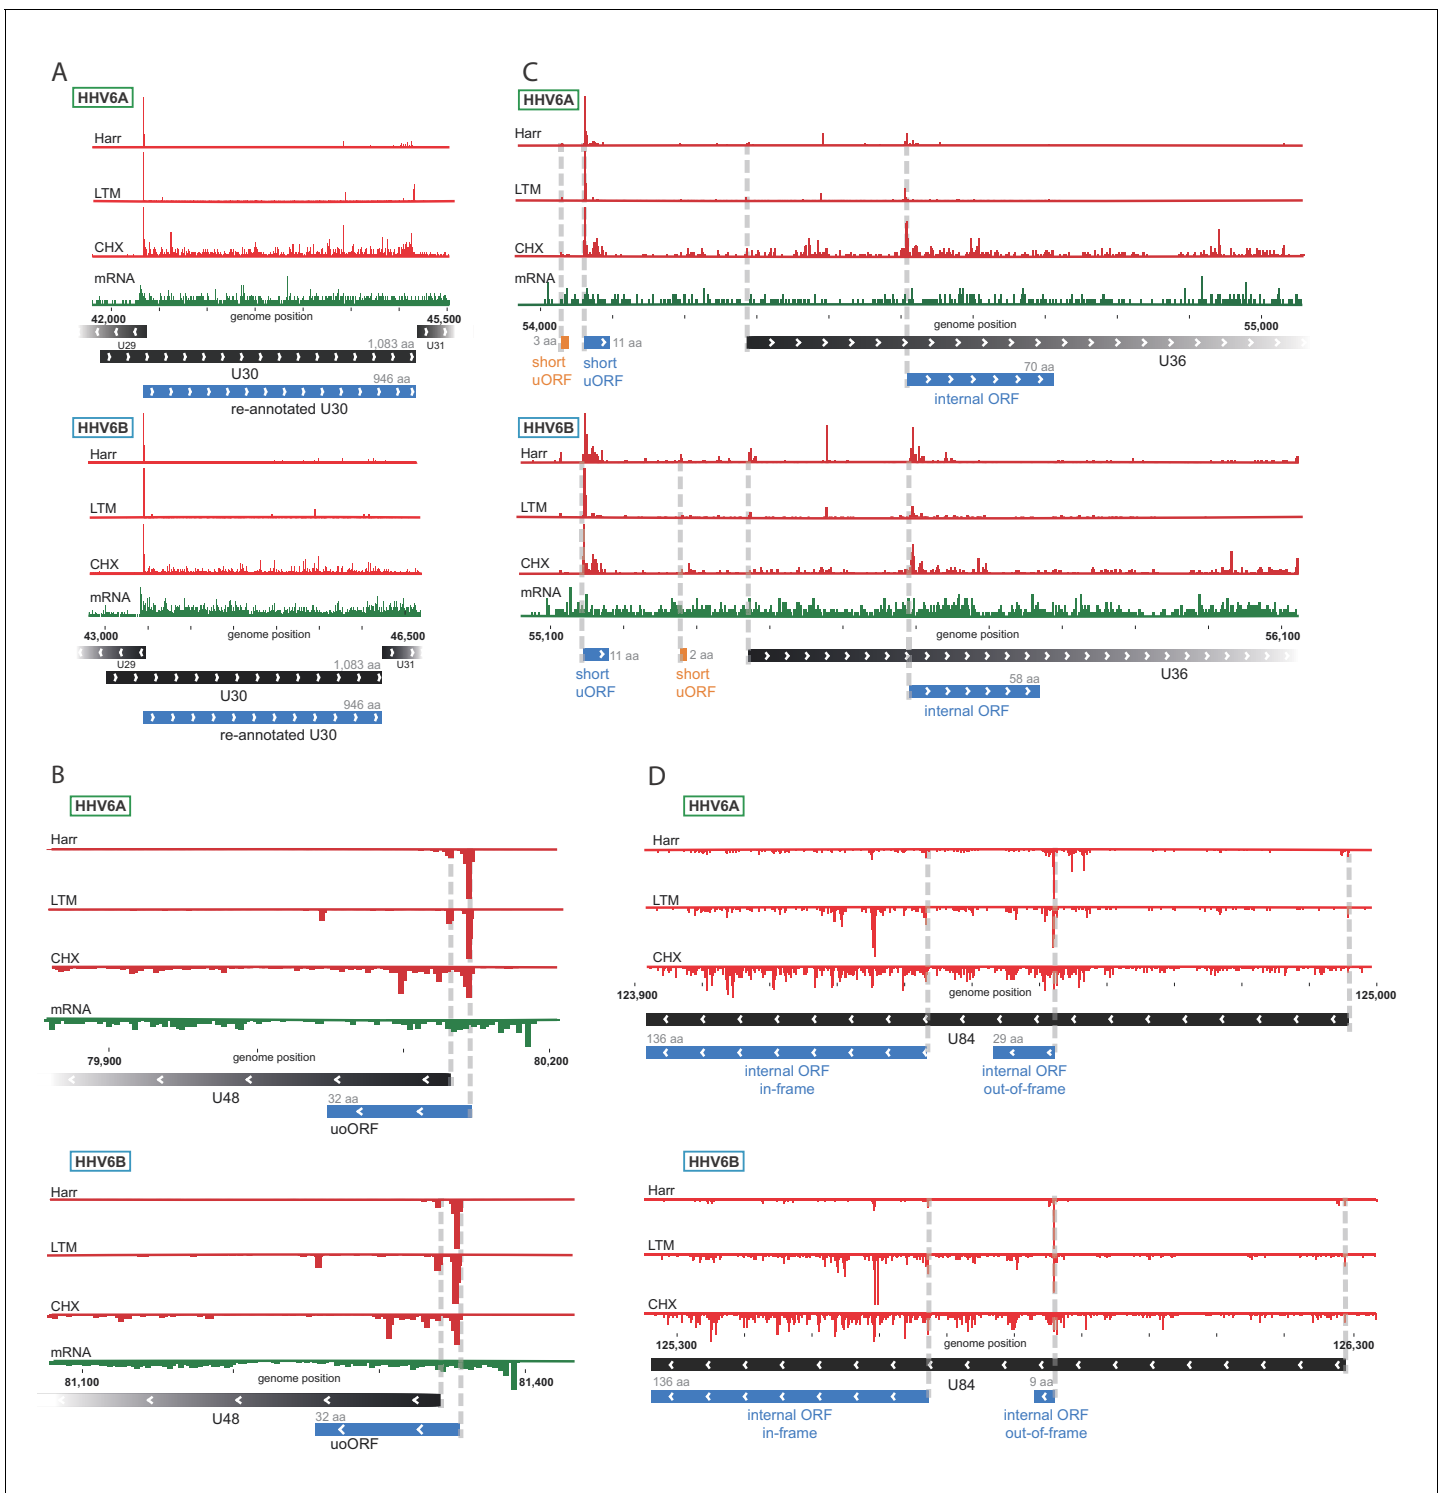 A
HHV6A
Harr
LTM
CHX
mRNA
42,000
genome position
45,500
U29
1,083 aa
U31
U30
946 aa
re-annotated U30
HHV6B
Harr
LTM
CHX
mRNA
43,000
genome position
46,500
U29
1,083 aa
U31
U30
946 aa
re-annotated U30
C
HHV6A
Harr
LTM
CHX
mRNA
54,000
genome position
55,000
3 aa
11 aa
short
uORF
short
uORF
U36
70 aa
internal ORF
HHV6B
Harr
LTM
CHX
mRNA
55,100
genome position
56,100
11 aa
2 aa
short
uORF
short
uORF
U36
58 aa
internal ORF
B
HHV6A
Harr
LTM
CHX
mRNA
79,900
genome position
80,200
U48
32 aa
uoORF
HHV6B
Harr
LTM
CHX
mRNA
81,100
genome position
81,400
U48
32 aa
uoORF
D
HHV6A
Harr
LTM
CHX
123,900
genome position
125,000
136 aa
U84
29 aa
internal ORF
in-frame
internal ORF
out-of-frame
HHV6B
Harr
LTM
CHX
125,300
genome position
126,300
136 aa
U84
9 aa
internal ORF
in-frame
internal ORF
out-of-frame